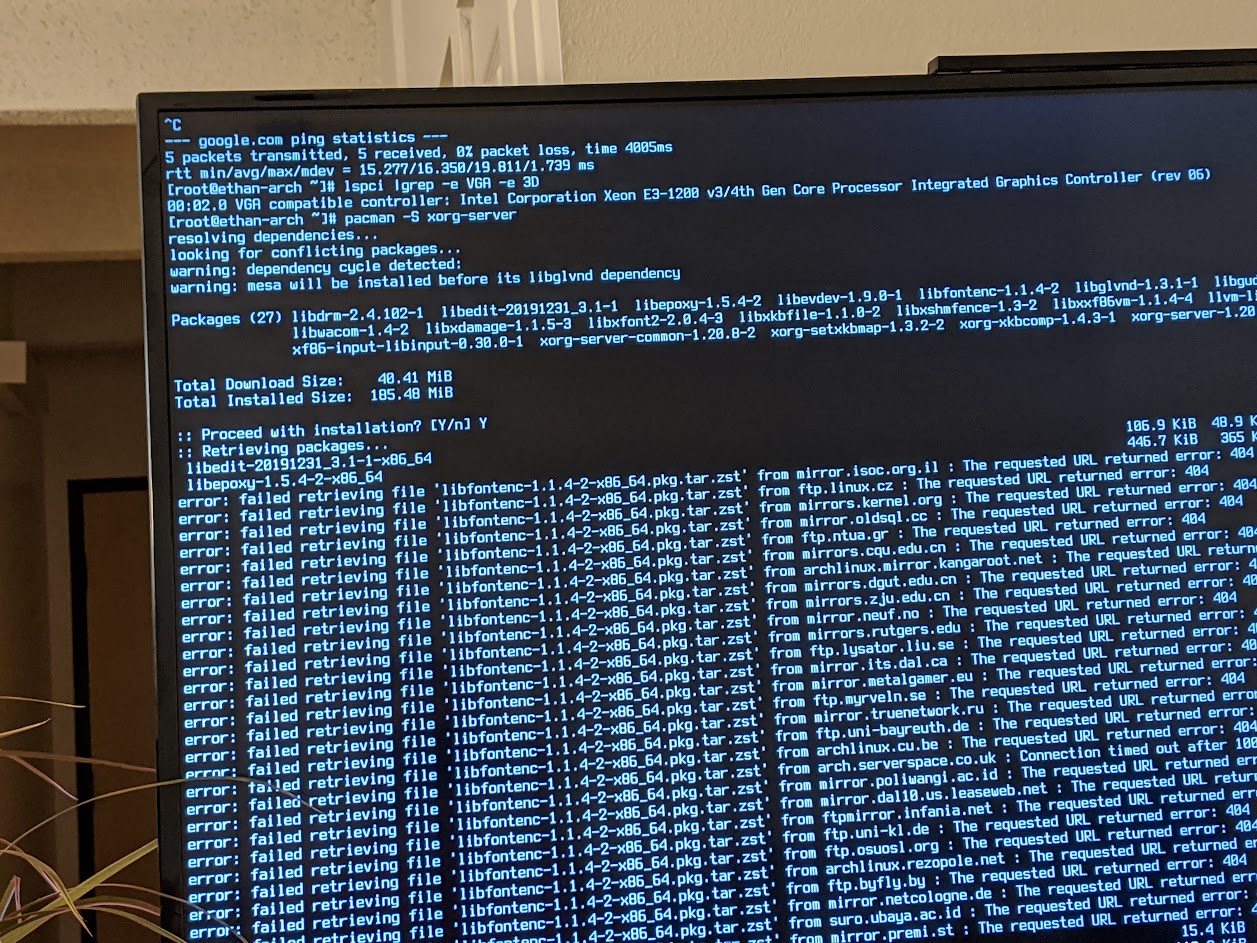 ^C
--- google.com ping statistics ---
5 packets transmitted, 5 received, 0% packet loss, time 4005ms
rtt min/avg/max/mdev = 15.277/16.350/19.811/1.739 ms
[root@ethan-arch ~]# lspci |grep -e VGA -e 3D
00:02.0 VGA compatible controller: Intel Corporation Xeon E3-1200 v3/4th Gen Core Processor Integrated Graphics Controller (rev 06)
[root@ethan-arch ~]# pacman -S xorg-server
resolving dependencies...
looking for conflicting packages...
warning: dependency cycle detected:
warning: mesa will be installed before its libglvnd dependency
Packages (27) libdrm-2.4.102-1 libedit-20191231_3.1-1 libepoxy-1.5.4-2 libevdev-1.9.0-1 libfontenc-1.1.4-2 libglvnd-1.3.1-1 libgu
libwacom-1.4-2 libxdamage-1.1.5-3 libxfont2-2.0.4-3 libxkbfile-1.1.0-2 libxshmfence-1.3-2 libxxf86vm-1.1.4-4 llvm-li
xf86-input-libinput-0.30.0-1 xorg-server-common-1.20.8-2 xorg-setxkbmap-1.3.2-2 xorg-xkbcomp-1.4.3-1 xorg-server-1.20
Total Download Size: 40.41 MiB
Total Installed Size: 185.48 MiB
:: Proceed with installation? [Y/n] Y
:: Retrieving packages...
libedit-20191231_3.1-1-x86_64 106.9 KiB 48.9 K
libepoxy-1.5.4-2-x86_64 446.7 KiB 365 K
error: failed retrieving file 'libfontenc-1.1.4-2-x86_64.pkg.tar.zst' from mirror.isoc.org.il : The requested URL returned error: 404
error: failed retrieving file 'libfontenc-1.1.4-2-x86_64.pkg.tar.zst' from ftp.linux.cz : The requested URL returned error: 404
error: failed retrieving file 'libfontenc-1.1.4-2-x86_64.pkg.tar.zst' from mirrors.kernel.org : The requested URL returned error: 404
error: failed retrieving file 'libfontenc-1.1.4-2-x86_64.pkg.tar.zst' from mirror.oldsql.cc : The requested URL returned error: 404
error: failed retrieving file 'libfontenc-1.1.4-2-x86_64.pkg.tar.zst' from ftp.ntua.gr : The requested URL returned error: 404
error: failed retrieving file 'libfontenc-1.1.4-2-x86_64.pkg.tar.zst' from mirrors.cqu.edu.cn : The requested URL returned error: 40
error: failed retrieving file 'libfontenc-1.1.4-2-x86_64.pkg.tar.zst' from archlinux.mirror.kangaroot.net : The requested URL return
error: failed retrieving file 'libfontenc-1.1.4-2-x86_64.pkg.tar.zst' from mirrors.dgut.edu.cn : The requested URL returned error: 4
error: failed retrieving file 'libfontenc-1.1.4-2-x86_64.pkg.tar.zst' from mirrors.zju.edu.cn : The requested URL returned error: 40
error: failed retrieving file 'libfontenc-1.1.4-2-x86_64.pkg.tar.zst' from mirror.neuf.no : The requested URL returned error: 404
error: failed retrieving file 'libfontenc-1.1.4-2-x86_64.pkg.tar.zst' from mirrors.rutgers.edu : The requested URL returned error: 4
error: failed retrieving file 'libfontenc-1.1.4-2-x86_64.pkg.tar.zst' from ftp.lysator.liu.se : The requested URL returned error: 40
error: failed retrieving file 'libfontenc-1.1.4-2-x86_64.pkg.tar.zst' from mirror.its.dal.ca : The requested URL returned error: 404
error: failed retrieving file 'libfontenc-1.1.4-2-x86_64.pkg.tar.zst' from mirror.metalgamer.eu : The requested URL returned error:
error: failed retrieving file 'libfontenc-1.1.4-2-x86_64.pkg.tar.zst' from ftp.myrveln.se : The requested URL returned error: 404
error: failed retrieving file 'libfontenc-1.1.4-2-x86_64.pkg.tar.zst' from mirror.truenetwork.ru : The requested URL returned error:
error: failed retrieving file 'libfontenc-1.1.4-2-x86_64.pkg.tar.zst' from ftp.uni-bayreuth.de : The requested URL returned error:
error: failed retrieving file 'libfontenc-1.1.4-2-x86_64.pkg.tar.zst' from archlinux.cu.be : The requested URL returned error: 404
error: failed retrieving file 'libfontenc-1.1.4-2-x86_64.pkg.tar.zst' from arch.serverspace.co.uk : Connection timed out after 100
error: failed retrieving file 'libfontenc-1.1.4-2-x86_64.pkg.tar.zst' from mirror.poliwangi.ac.id : The requested URL returned err
error: failed retrieving file 'libfontenc-1.1.4-2-x86_64.pkg.tar.zst' from mirror.dal10.us.leaseweb.net : The requested URL retur
error: failed retrieving file 'libfontenc-1.1.4-2-x86_64.pkg.tar.zst' from ftpmirror.infania.net : The requested URL returned err
error: failed retrieving file 'libfontenc-1.1.4-2-x86_64.pkg.tar.zst' from ftp.uni-kl.de : The requested URL returned error: 404
error: failed retrieving file 'libfontenc-1.1.4-2-x86_64.pkg.tar.zst' from ftp.osuosl.org : The requested URL returned error: 404
error: failed retrieving file 'libfontenc-1.1.4-2-x86_64.pkg.tar.zst' from archlinux.rezopole.net : The requested URL returned er
error: failed retrieving file 'libfontenc-1.1.4-2-x86_64.pkg.tar.zst' from ftp.byfly.by : The requested URL returned error: 404
error: failed retrieving file 'libfontenc-1.1.4-2-x86_64.pkg.tar.zst' from mirror.netcologne.de : The requested URL returned error:
error: failed retrieving file 'libfontenc-1.1.4-2-x86_64.pkg.tar.zst' from suro.ubaya.ac.id : The requested URL returned error:
error: failed retrieving file 'libfontenc-1.1.4-2-x86_64.pkg.tar.zst' from mirror.premi.st : The requested URL returned error: 404
15.4 KiB